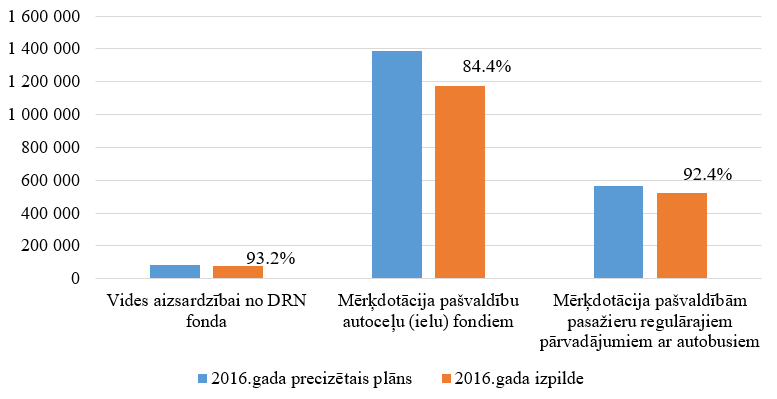 1 600 000
1 400 000
1 200 000
1 000 000
800 000
600 000
400 000
200 000
0
93.2%
84.4%
92.4%
Vides aizsardzībai no DRN
fonda
Mērķdotācija pašvaldību
autoceļu (ielu) fondiem
Mērķdotācija pašvaldībām
pasažieru regulārajiem
pārvadājumiem ar autobusiem
2016.gada precizētais plāns
2016.gada izpilde